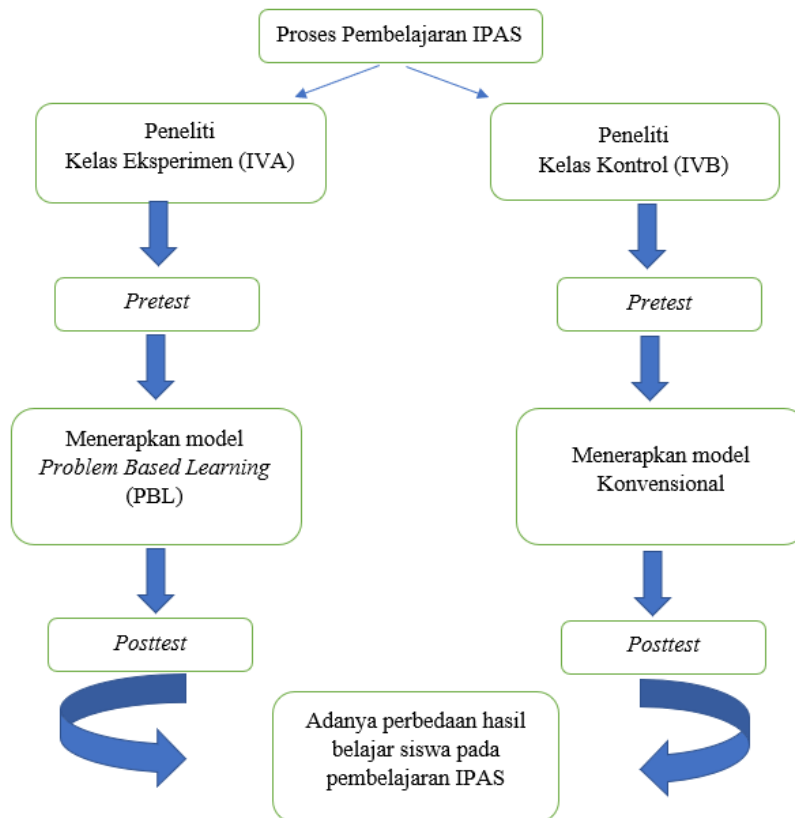 Proses Pembelajaran IPAS
Peneliti
Kelas Eksperimen (IVA)
Peneliti
Kelas Kontrol (IVB)
Pretest
Pretest
Menerapkan model
Problem Based Learning
(PBL)
Menerapkan model
Konvensional
Posttest
Posttest
Adanya perbedaan hasil
belajar siswa pada
pembelajaran IPAS